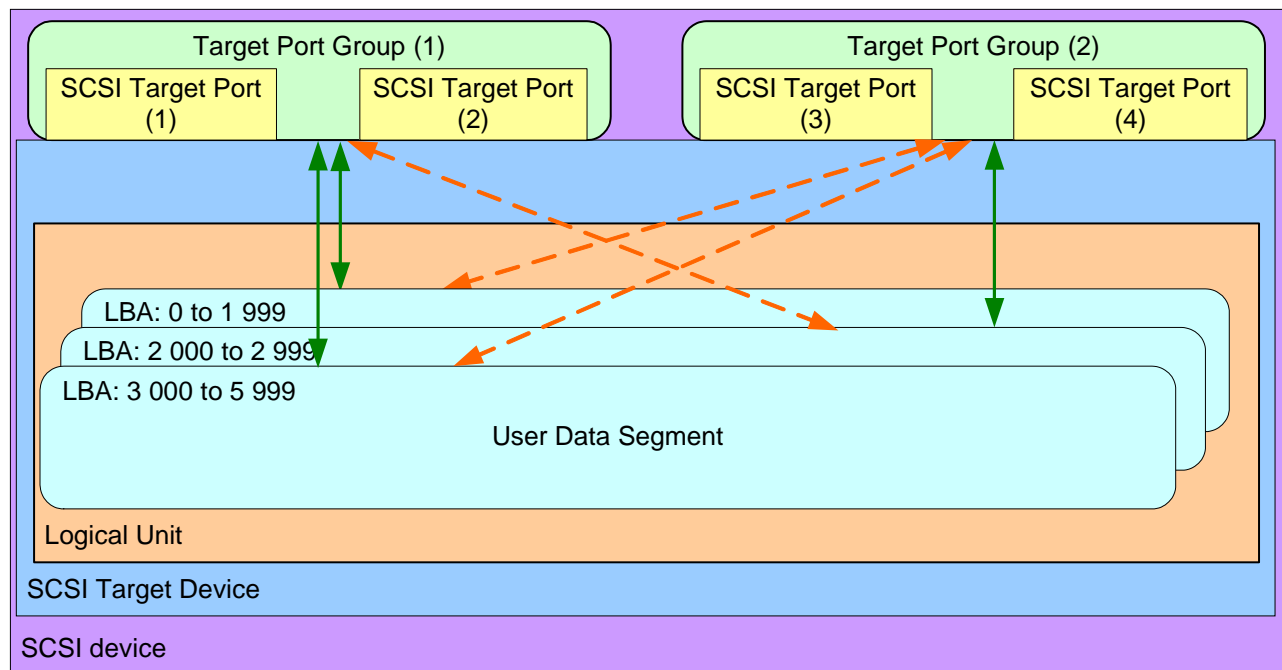 Target Port Group (1)
Target Port Group (2)
SCSI Target Port
(1)
SCSI Target Port
(2)
SCSI Target Port
(3)
SCSI Target Port
(4)
LBA: 0 to 1 999
LBA: 2 000 to 2 999
LBA: 3 000 to 5 999
User Data Segment
Logical Unit
SCSI Target Device
SCSI device